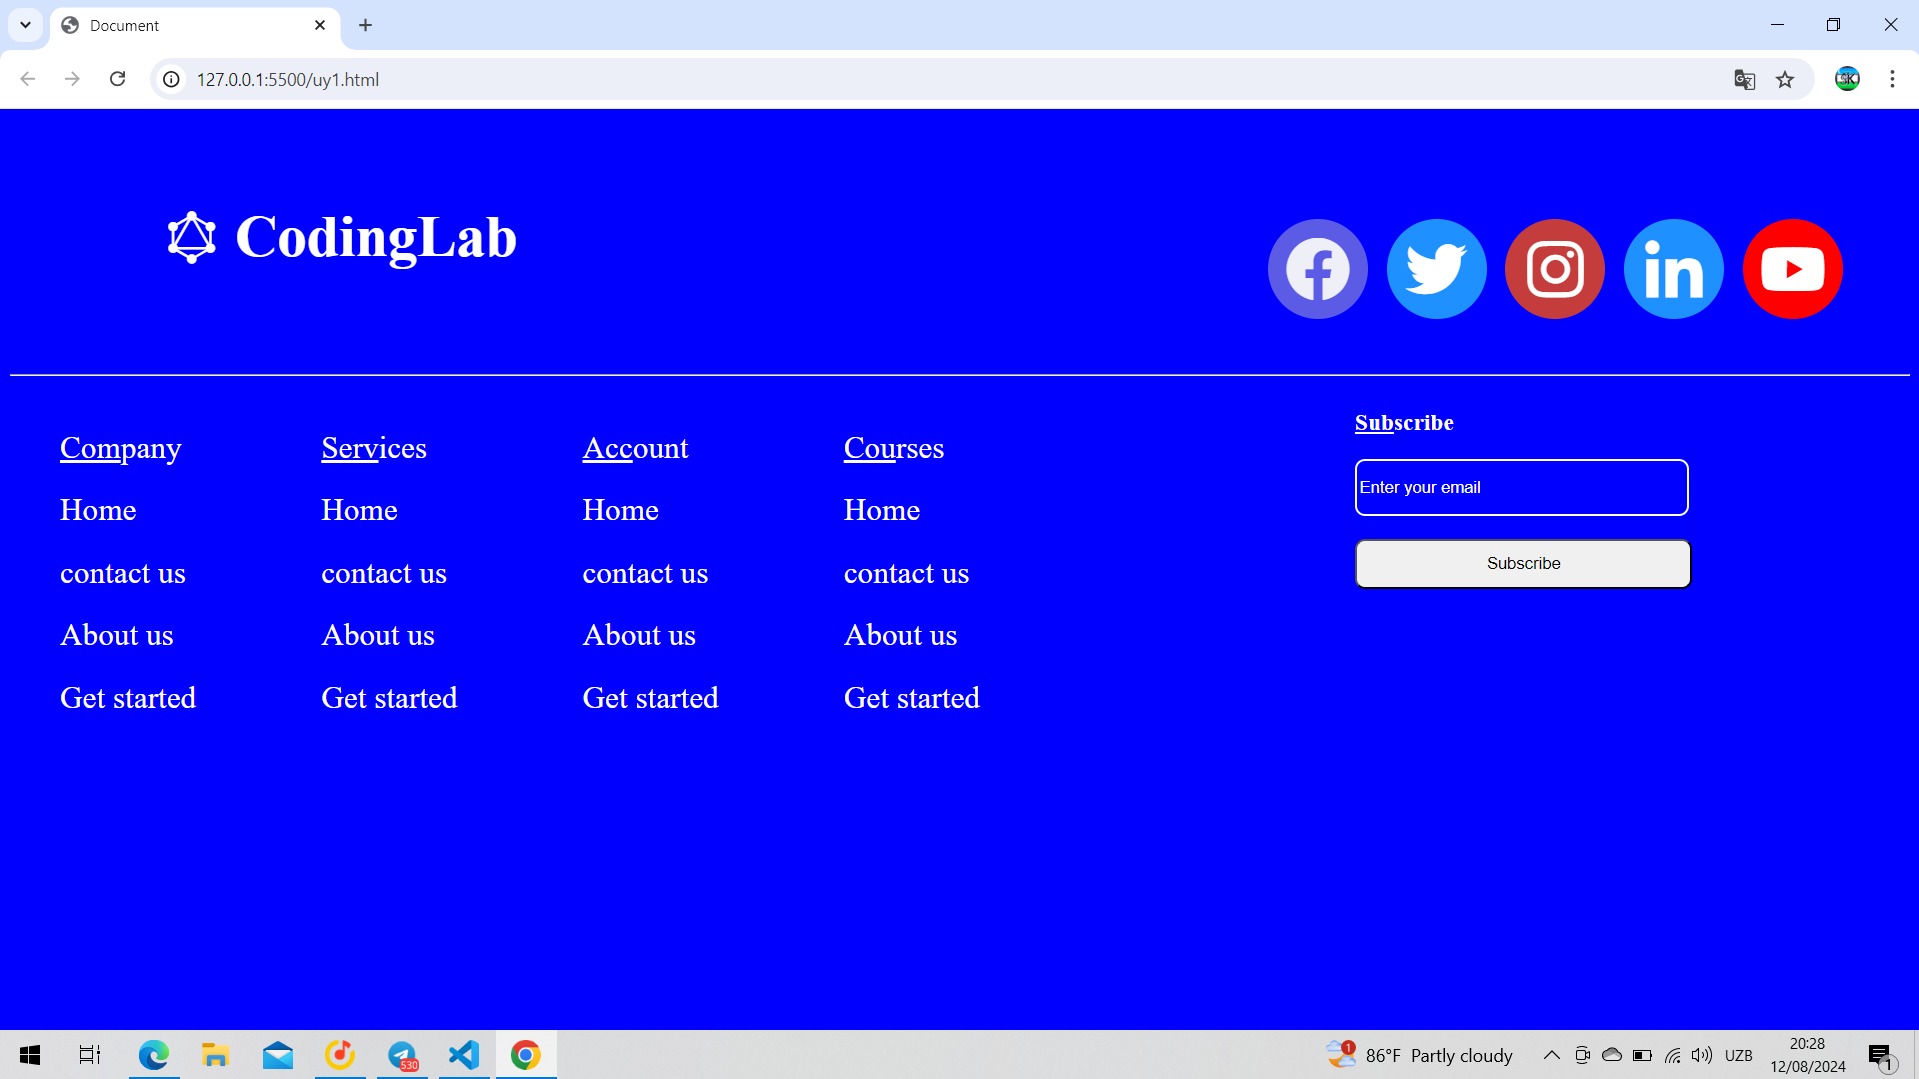 Document
127.0.0.1:5500/uy1.html
SK
CodingLab
Company Services Account Courses
Home Home Home Home
contact us contact us contact us contact us
About us About us About us About us
Get started Get started Get started Get started
Subscribe
Enter your email
Subscribe
530
1
86°F Partly cloudy
UZB
20:28
12/08/2024
1